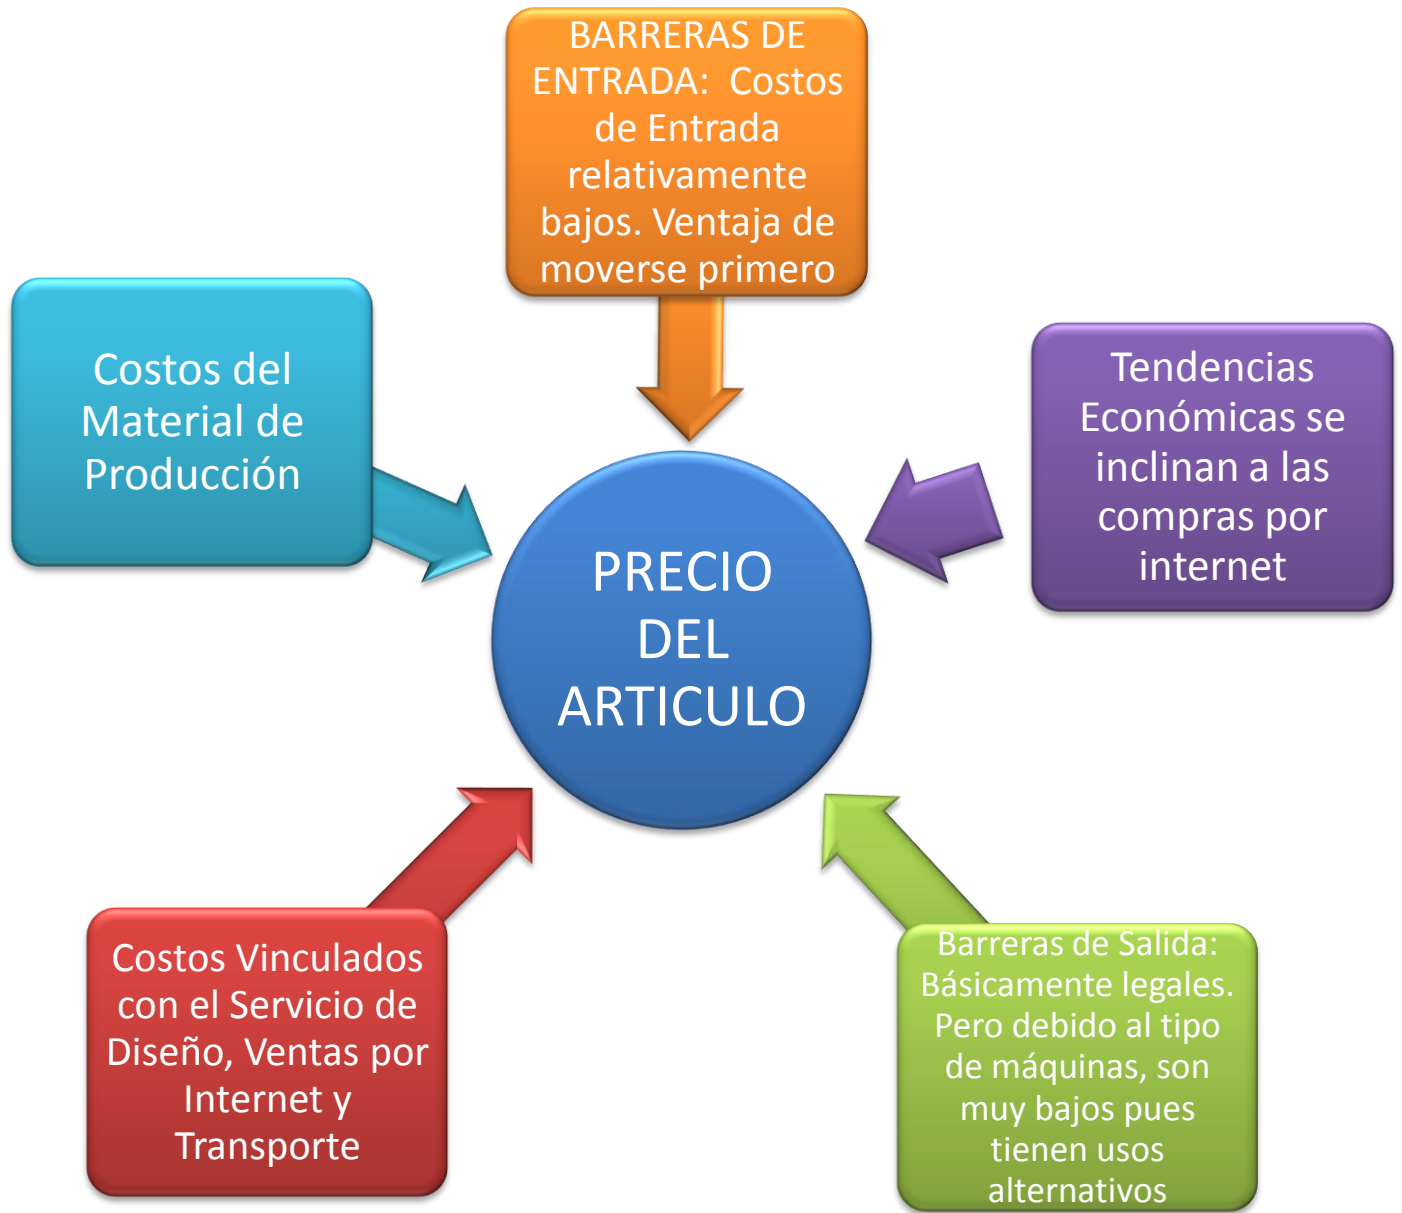 BARRERAS DE
ENTRADA: Costos
de Entrada
relativamente
bajos. Ventaja de
moverse primero
Costos del
Material de
Producción
Tendencias
Económicas se
inclinan a las
compras por
internet
PRECIO
DEL
ARTICULO
Costos Vinculados
con el Servicio de
Diseño, Ventas por
Internet y
Transporte
Barreras de Salida:
Básicamente legales.
Pero debido al tipo
de máquinas, son
muy bajos pues
tienen usos
alternativos